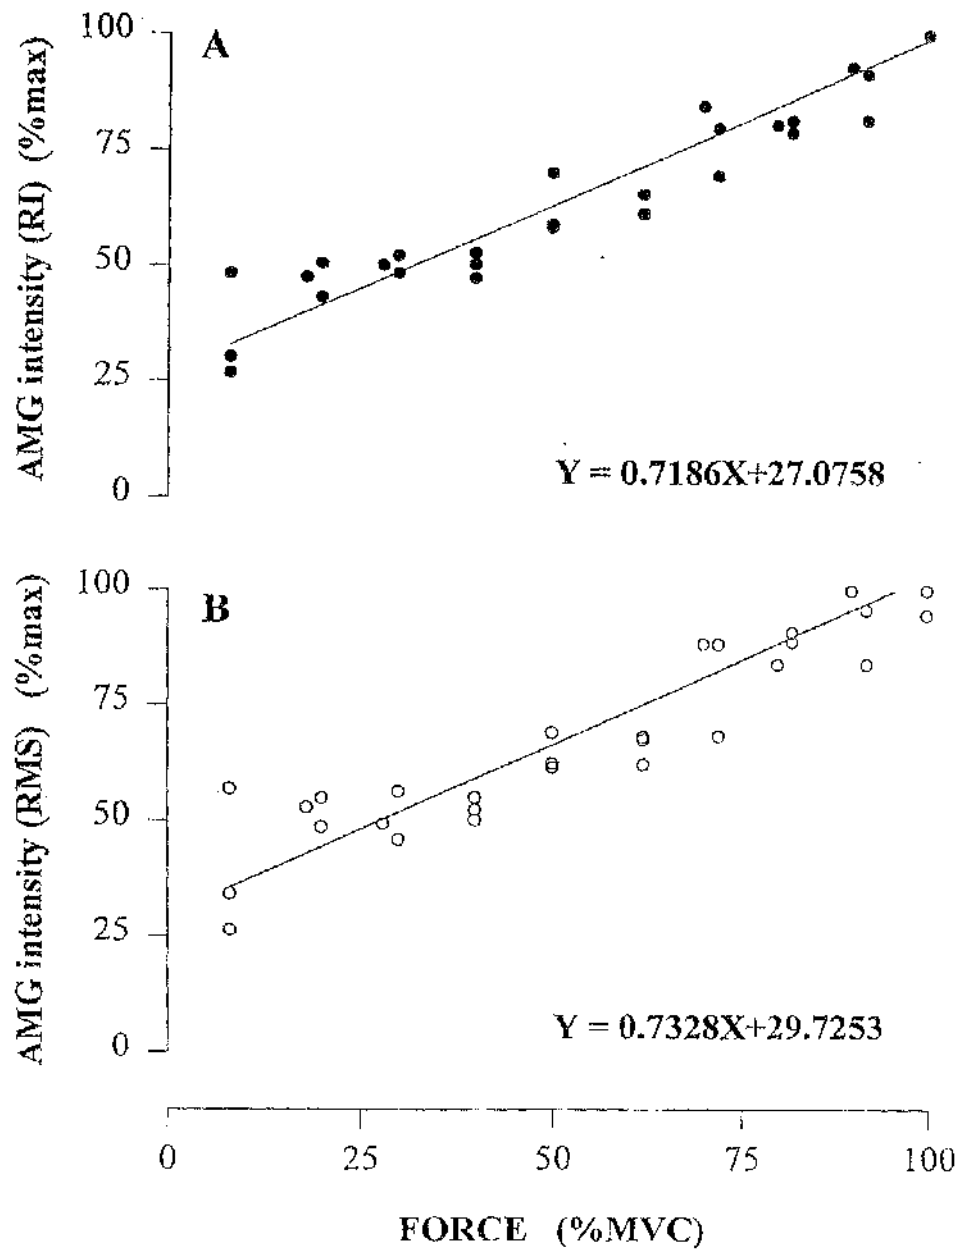 A
AMG intensity (RI) (%max)
100
75
50
25
0
Y = 0.7186X+27.0758
B
AMG intensity (RMS) (%max)
100
75
50
25
0
Y = 0.7328X+29.7253
0 25 50 75 100
FORCE (%MVC)